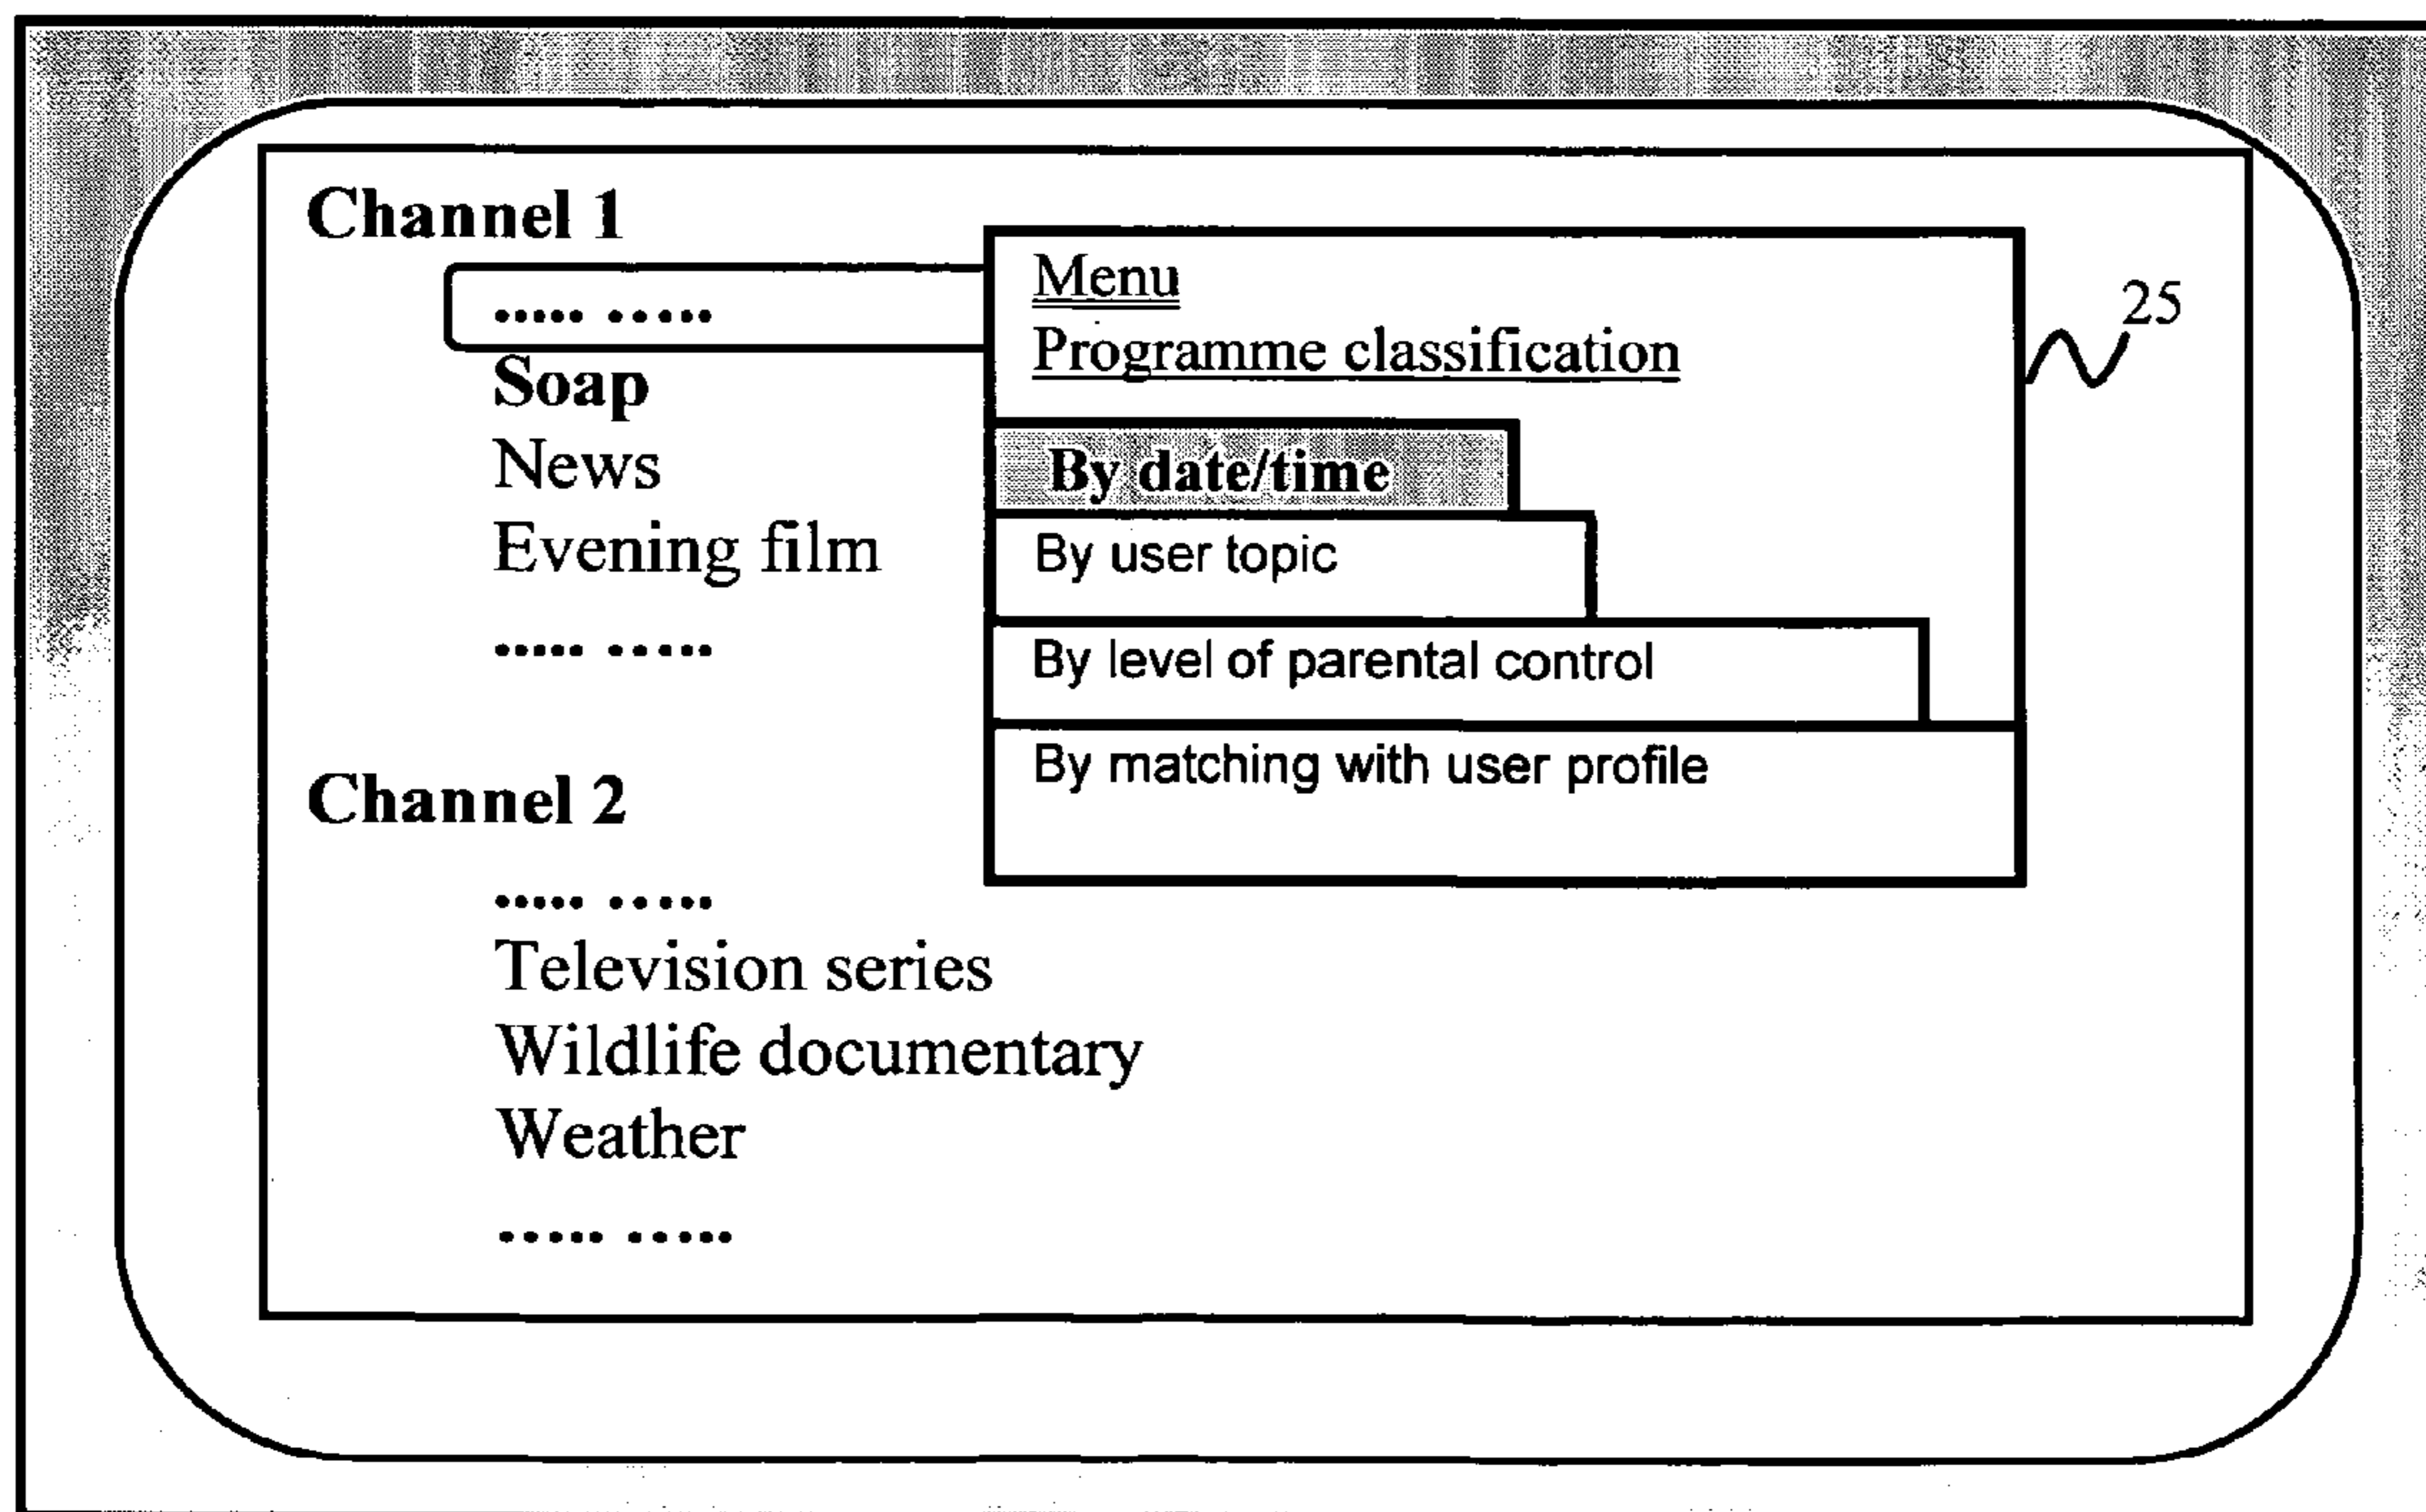 Channel 1
..... .....
Soap
News
Evening film
..... .....
Channel 2
..... .....
Television series
Wildlife documentary
Weather
..... .....
Menu
Programme classification
By date/time
By user topic
By level of parental control
By matching with user profile
25